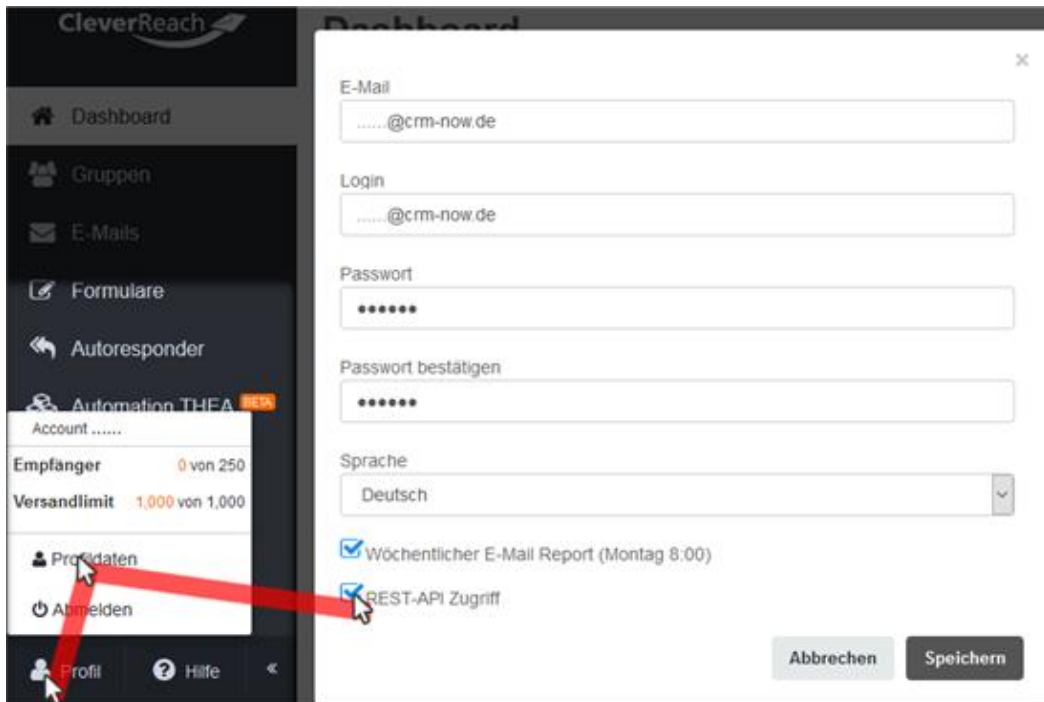 CleverReach
Dashboard
Gruppen
E-Mails
Formulare
Autoresponder
Automation THEA BETA
Account ......
Empfänger 0 von 250
Versandlimit 1,000 von 1,000
Profildaten
Abmelden
Profil
Hilfe
«
Dashboard
×
E-Mail
......@crm-now.de
Login
......@crm-now.de
Passwort
••••••
Passwort bestätigen
••••••
Sprache
Deutsch
Wöchentlicher E-Mail Report (Montag 8:00)
REST-API Zugriff
Abbrechen
Speichern